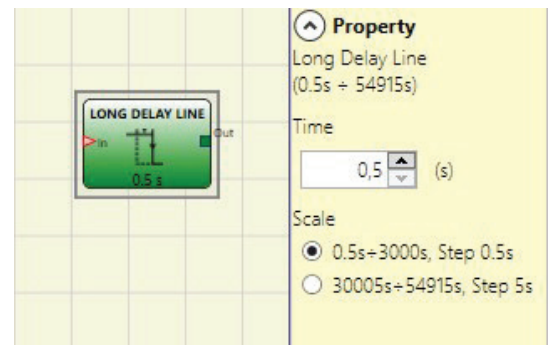 LONG DELAY LINE
In
Out
0.5 s
Property
Long Delay Line
(0.5s ÷ 54915s)
Time
0,5 (s)
Scale
0.5s÷3000s, Step 0.5s
30005s÷54915s, Step 5s